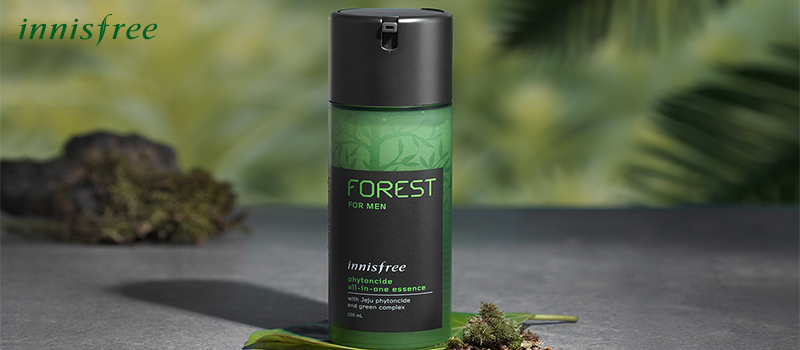 innisfree
FOREST
FOR MEN
innisfree
phytoncide
all-in-one essence
with Jeju phytoncide
and green complex
100 mL